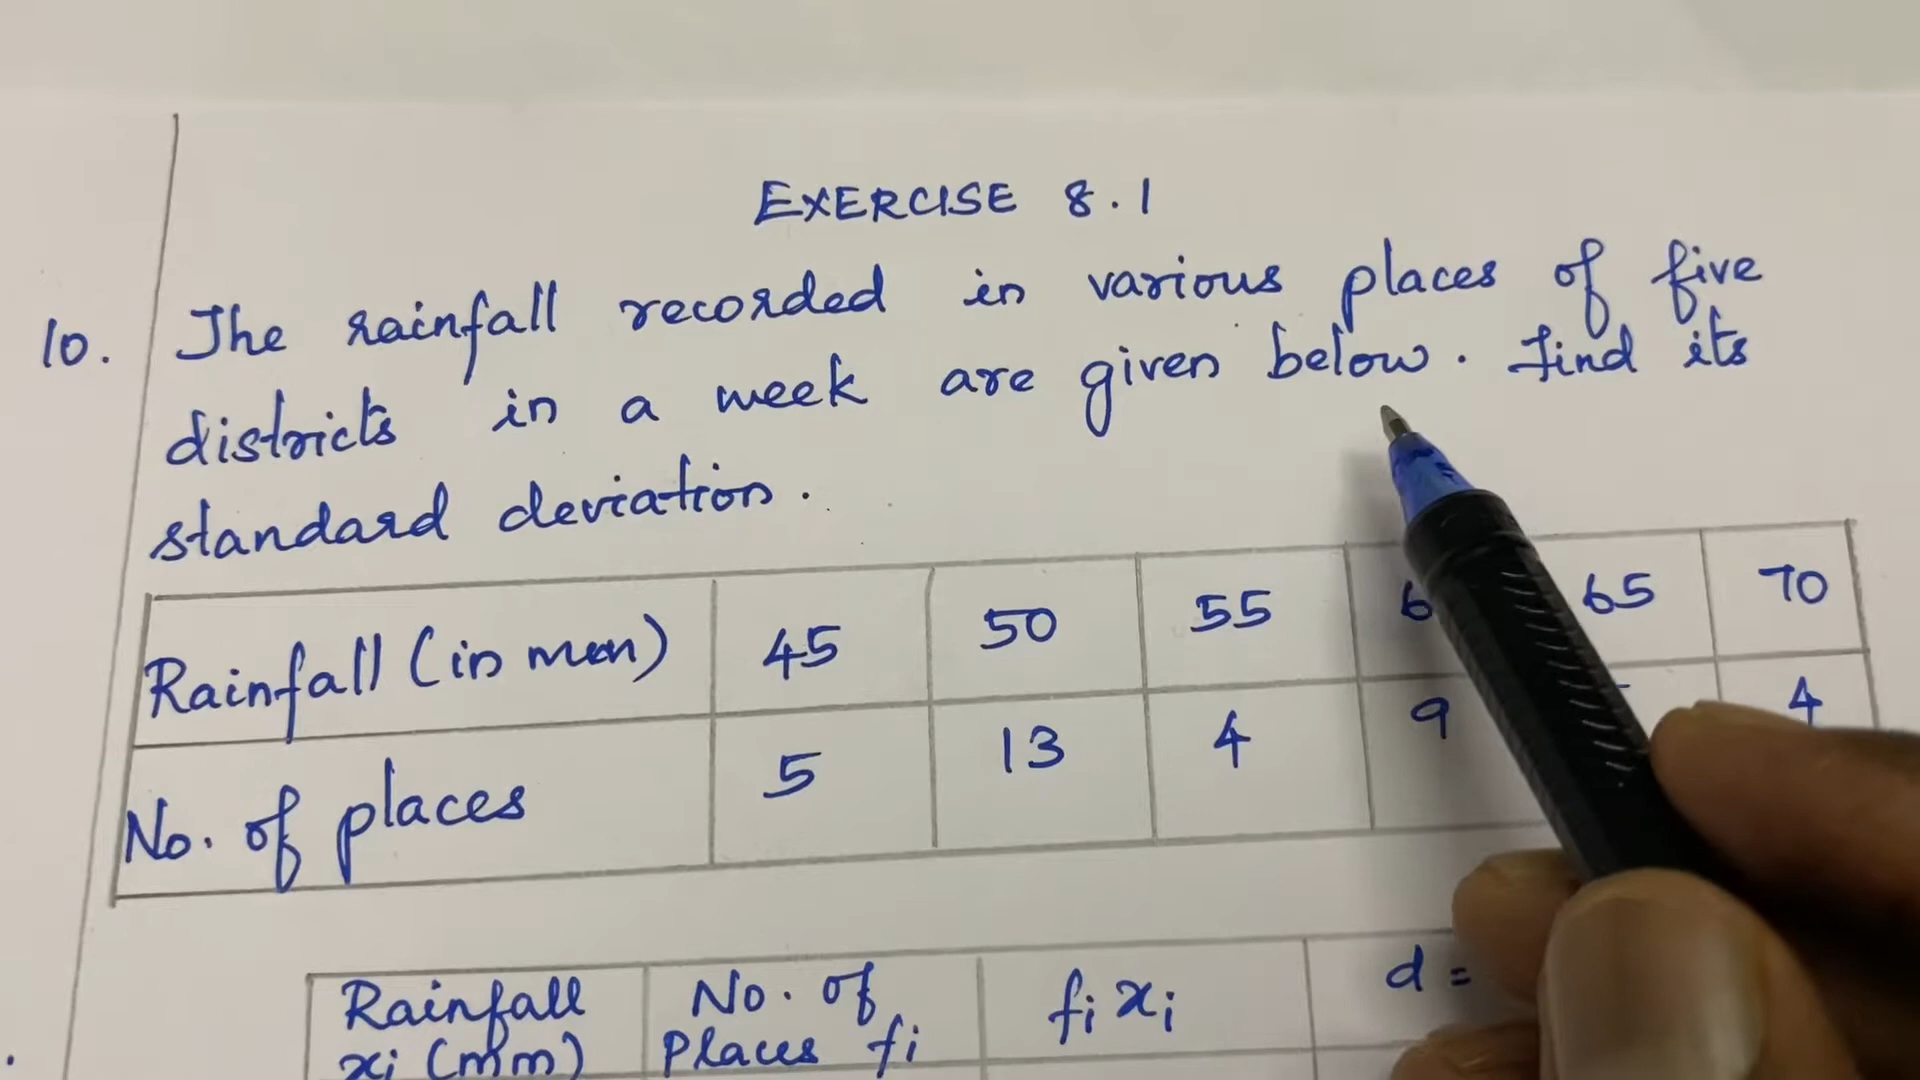 EXERCISE 8.1
10. The rainfall recorded in various places of five
districts in a week are given below. Find its
standard deviation.
Rainfall (in mm) 45 50 55 65 70
No. of places 5 13 4 9 4
Rainfall No. of fi xi d =
xi (mm) Places fi